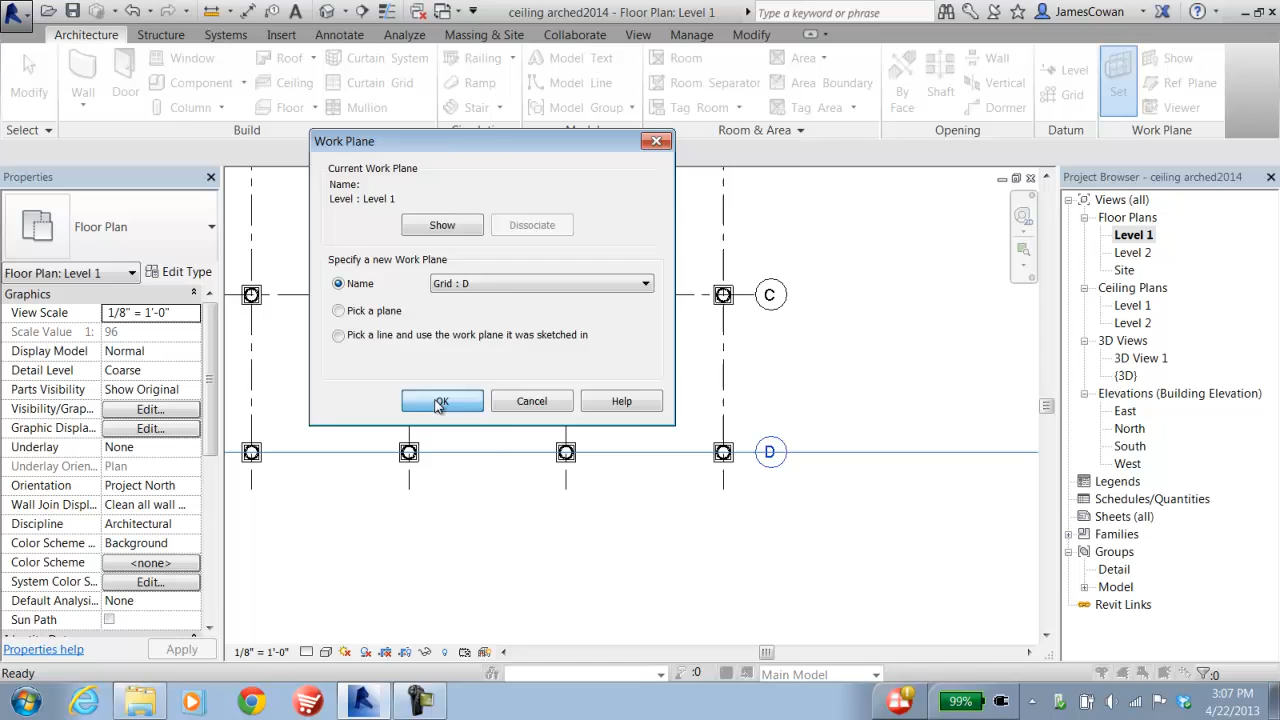 ceiling arched2014 - Floor Plan: Level 1
Type a keyword or phrase
JamesCowan
Architecture Structure Systems Insert Annotate Analyze Massing & Site Collaborate View Manage Modify
Modify
Select
Wall
Door
Window
Component
Column
Roof
Ceiling
Floor
Curtain System
Curtain Grid
Mullion
Build
Railing
Ramp
Stair
Model Text
Model Line
Model Group
Room
Room Separator
Tag Room
Area
Area Boundary
Tag Area
Room & Area
By
Face
Shaft
Wall
Vertical
Dormer
Opening
Level
Grid
Datum
Set
Show
Ref Plane
Viewer
Work Plane
Properties
Floor Plan
Floor Plan: Level 1
Edit Type
Graphics
View Scale 1/8" = 1'-0"
Scale Value 1: 96
Display Model Normal
Detail Level Coarse
Parts Visibility Show Original
Visibility/Grap... Edit...
Graphic Displa... Edit...
Underlay None
Underlay Orien... Plan
Orientation Project North
Wall Join Displ... Clean all wall ...
Discipline Architectural
Color Scheme ... Background
Color Scheme <none>
System Color S... Edit...
Default Analysi... None
Sun Path
Properties help
Apply
Work Plane
Current Work Plane
Name:
Level : Level 1
Show
Dissociate
Specify a new Work Plane
Name
Grid : D
Pick a plane
Pick a line and use the work plane it was sketched in
OK
Cancel
Help
C
D
1/8" = 1'-0"
Project Browser - ceiling arched2014
Views (all)
Floor Plans
Level 1
Level 2
Site
Ceiling Plans
Level 1
Level 2
3D Views
3D View 1
{3D}
Elevations (Building Elevation)
East
North
South
West
Legends
Schedules/Quantities
Sheets (all)
Families
Groups
Detail
Model
Revit Links
Ready
:0
Main Model
:0
99%
3:07 PM
4/22/2013